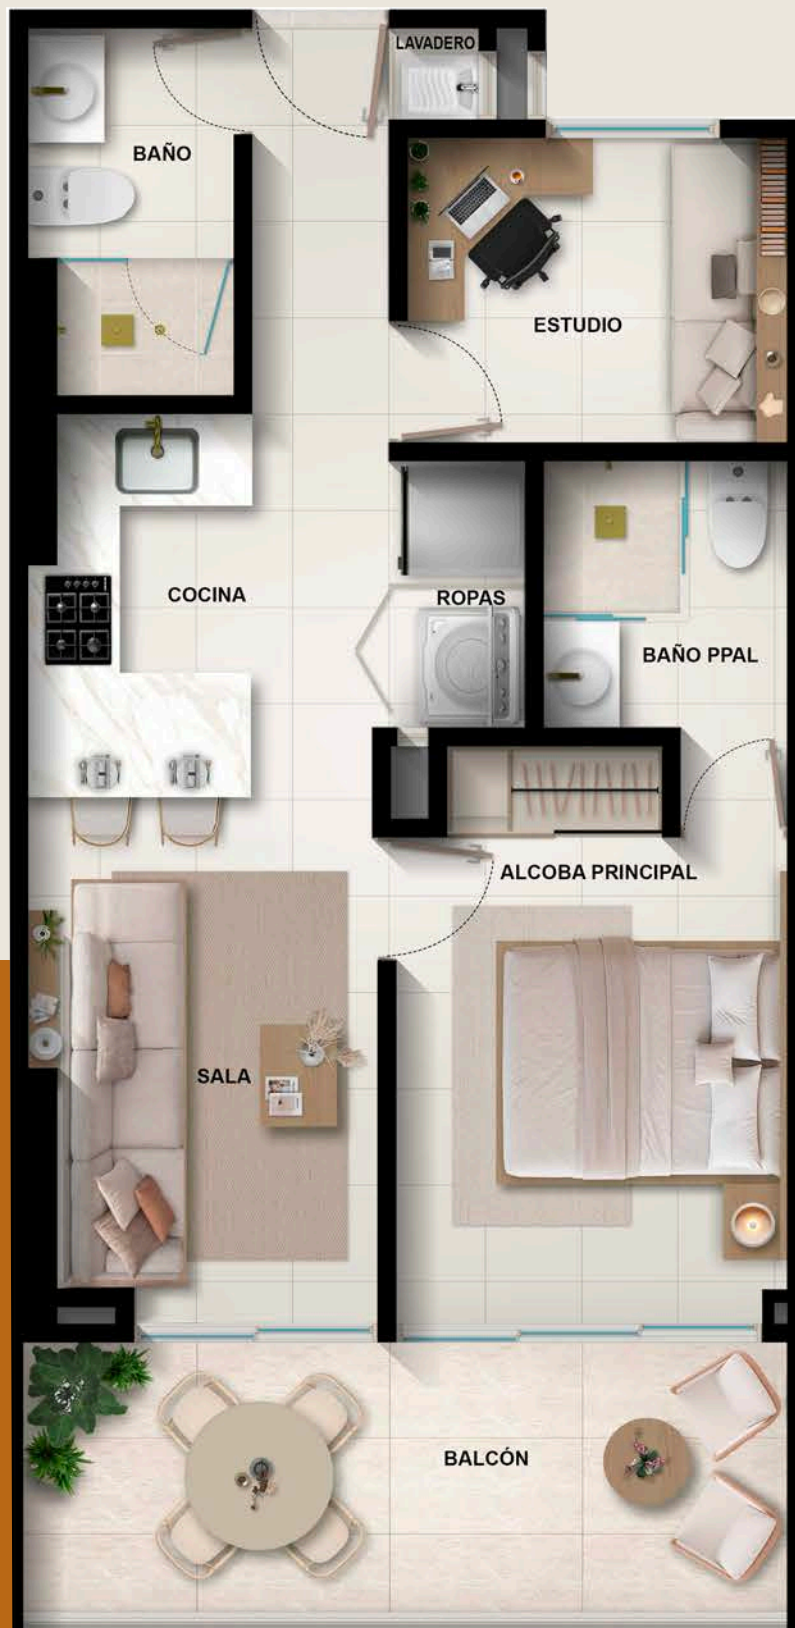 LAVADERO
BAÑO
ESTUDIO
COCINA
ROPAS
BAÑO PPAL
ALCOBA PRINCIPAL
SALA
BALCÓN